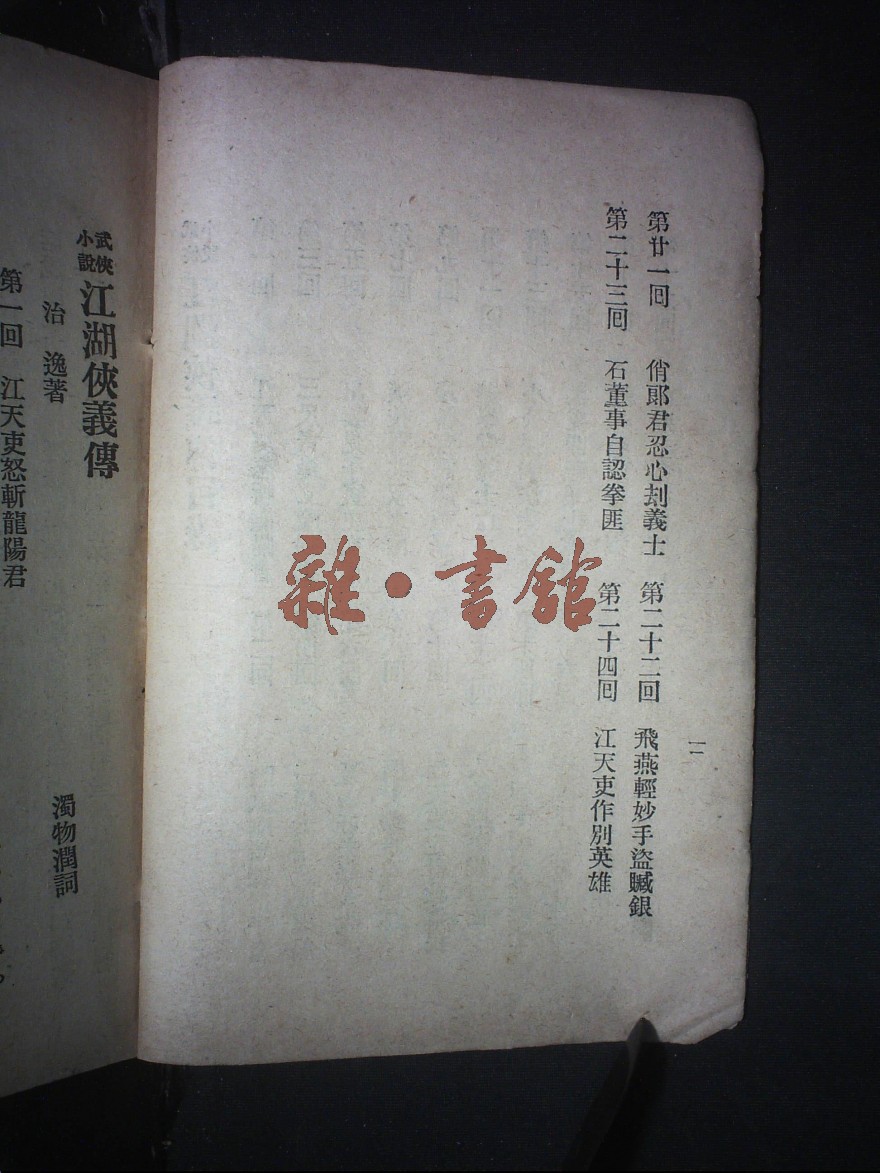 第廿一回 俏郎君忍心刦義士 第二十二回 飛燕輕妙手盜贓銀
第二十三回 石董事自認拳匪 第二十四回 江天吏作別英雄
二
雜·書舘
武俠小說 江湖俠義傳
治逸著 濁物潤詞
第一回 江天吏怒斬龍陽君